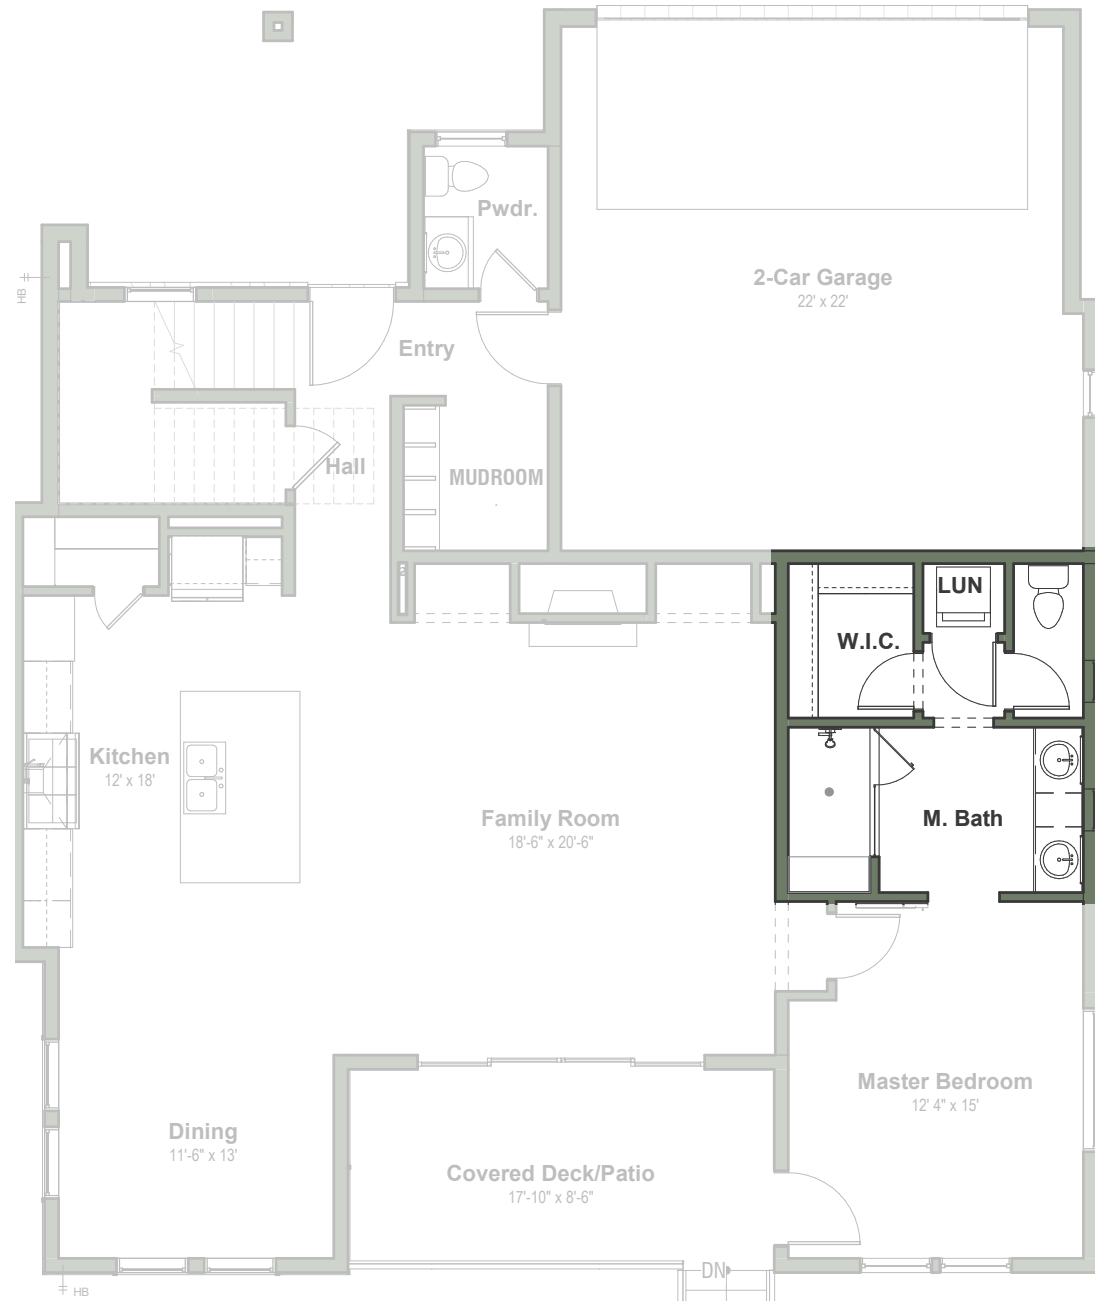 Pwdr.
2-Car Garage
22' x 22'
HB
Entry
Hall
MUDROOM
LUN
W.I.C.
Kitchen
12' x 18'
Family Room
18'-6" x 20'-6"
M. Bath
Master Bedroom
12' 4" x 15'
Dining
11'-6" x 13'
Covered Deck/Patio
17'-10" x 8'-6"
DN
HB